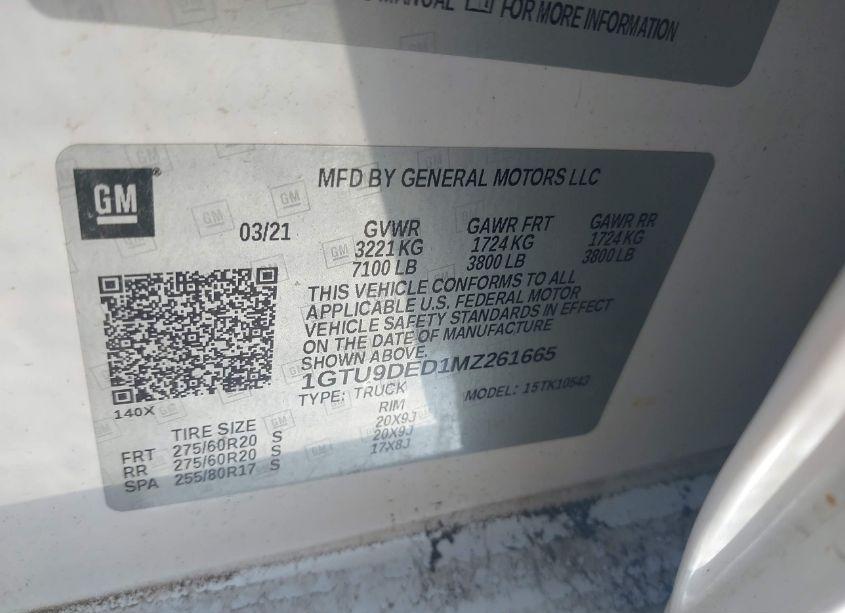 MANUAL FOR MORE INFORMATION
GM
MFD BY GENERAL MOTORS LLC
03/21
GVWR GAWR FRT GAWR RR
3221 KG 1724 KG 1724 KG
7100 LB 3800 LB 3800 LB
THIS VEHICLE CONFORMS TO ALL
APPLICABLE U.S. FEDERAL MOTOR
VEHICLE SAFETY STANDARDS IN EFFECT
ON THE DATE OF MANUFACTURE
SHOWN ABOVE.
1GTU9DED1MZ261665
TYPE: TRUCK MODEL: 15TK10543
140X
TIRE SIZE RIM
FRT 275/60R20 S 20X9J
RR 275/60R20 S 20X9J
SPA 255/80R17 S 17X8J